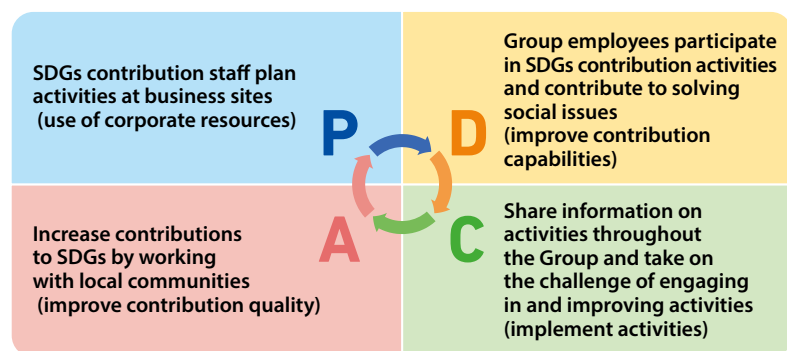 SDGs contribution staff plan
activities at business sites
(use of corporate resources)
P
Group employees participate
in SDGs contribution activities
and contribute to solving
social issues
(improve contribution
capabilities)
D
Increase contributions
to SDGs by working
with local communities
(improve contribution quality)
A
Share information on
activities throughout
the Group and take on
the challenge of engaging
in and improving activities
(implement activities)
C